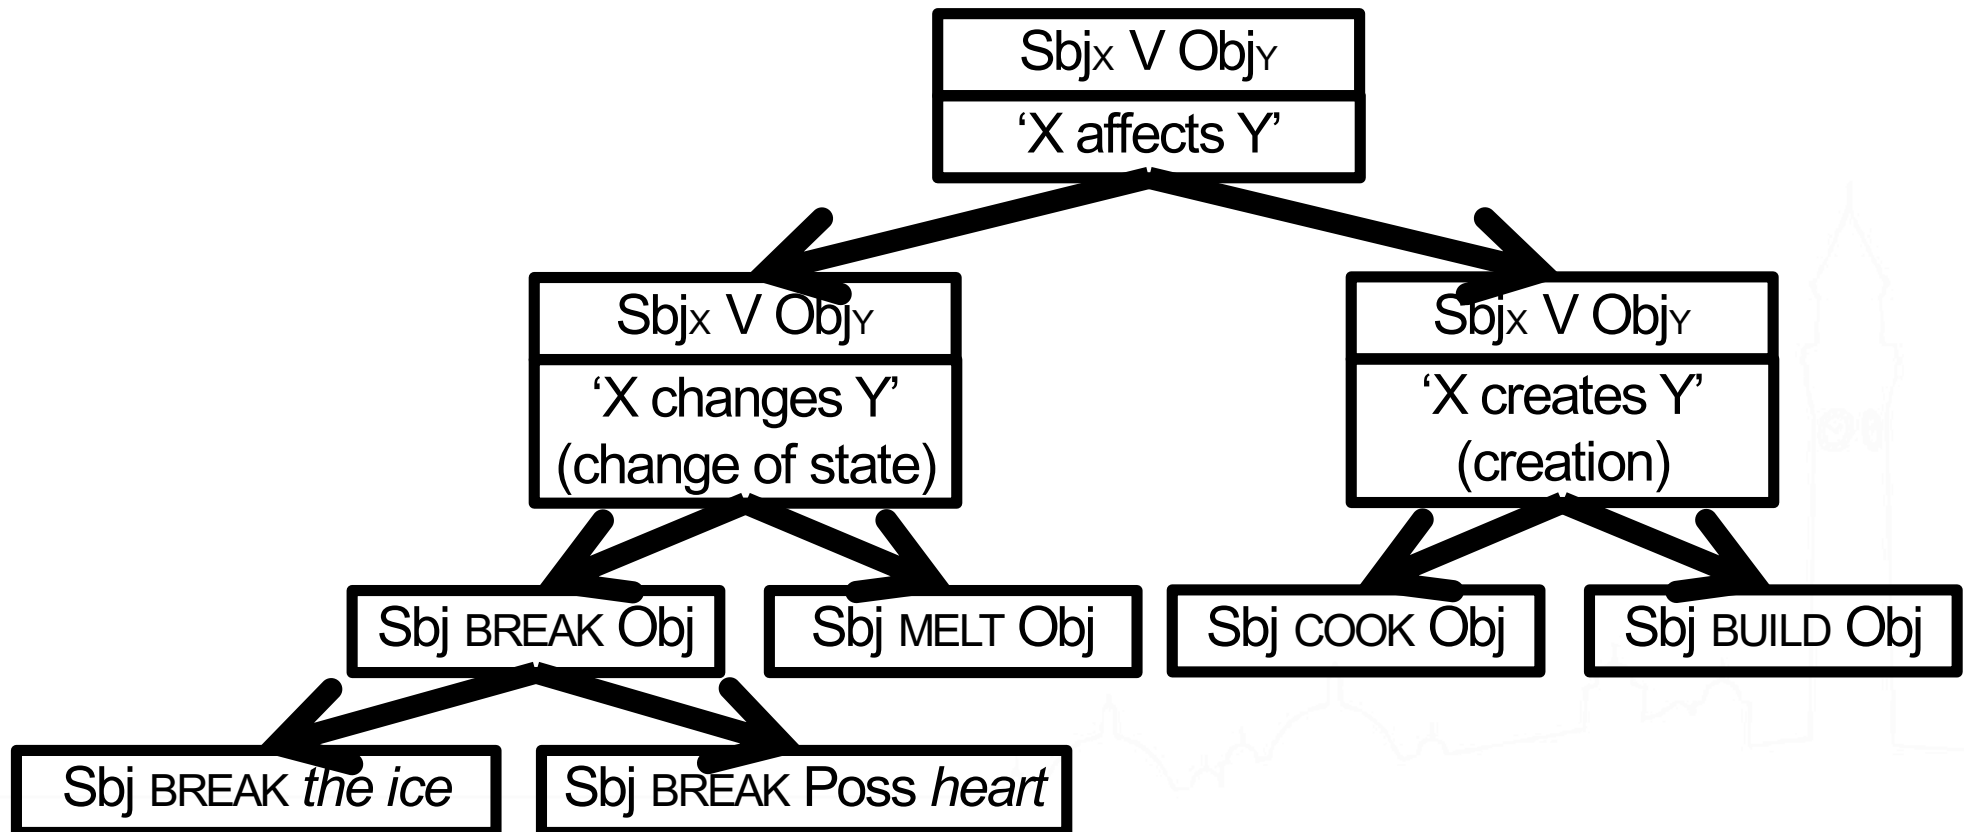 SbjX V ObjY
‘X affects Y’
SbjX V ObjY
‘X changes Y’
(change of state)
SbjX V ObjY
‘X creates Y’
(creation)
Sbj BREAK Obj
Sbj MELT Obj
Sbj COOK Obj
Sbj BUILD Obj
Sbj BREAK the ice
Sbj BREAK Poss heart